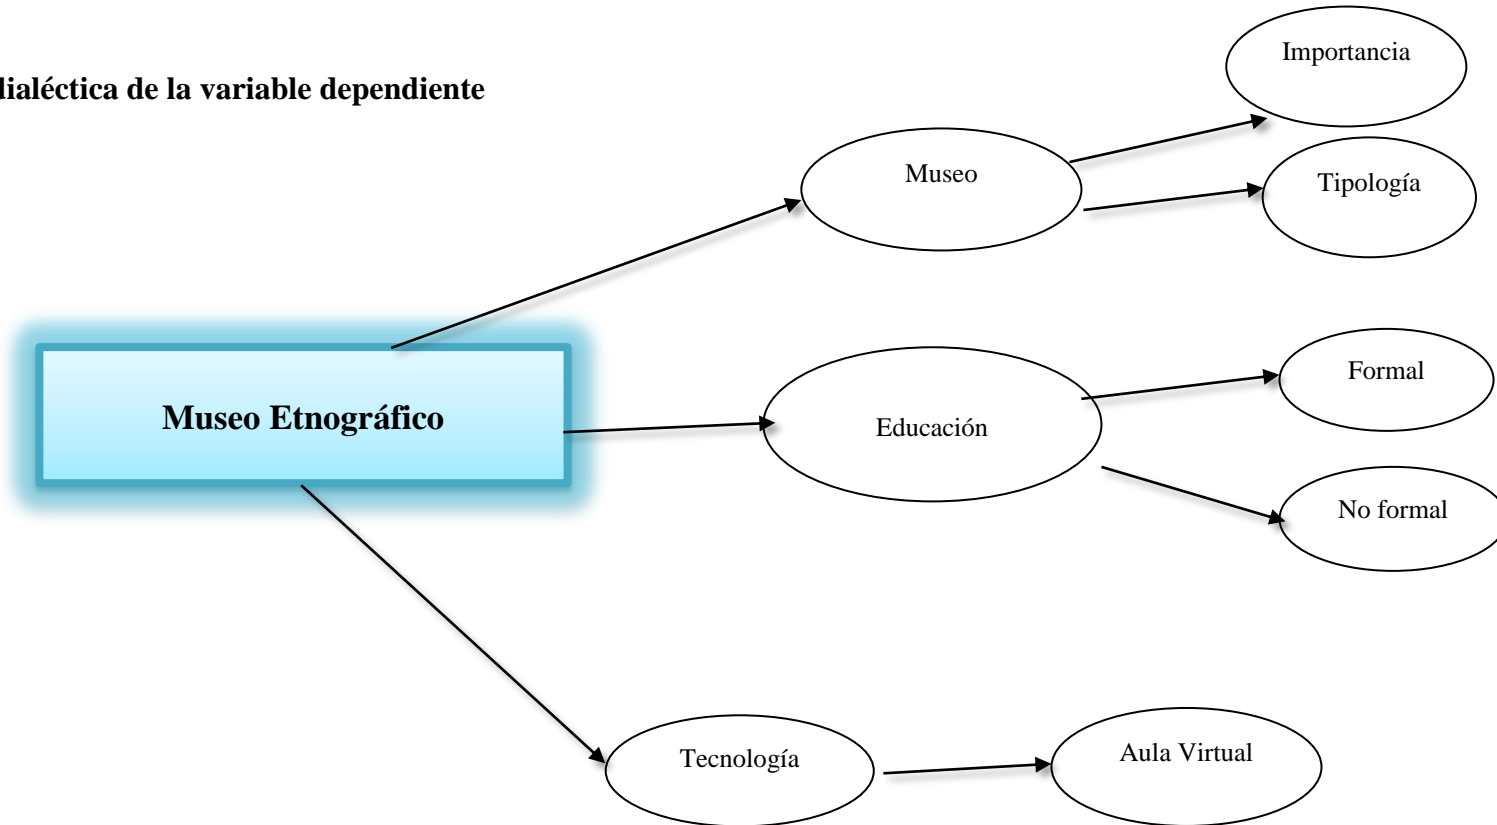 dialéctica de la variable dependiente
Importancia
Museo
Tipología
Museo Etnográfico
Formal
Educación
No formal
Tecnología
Aula Virtual